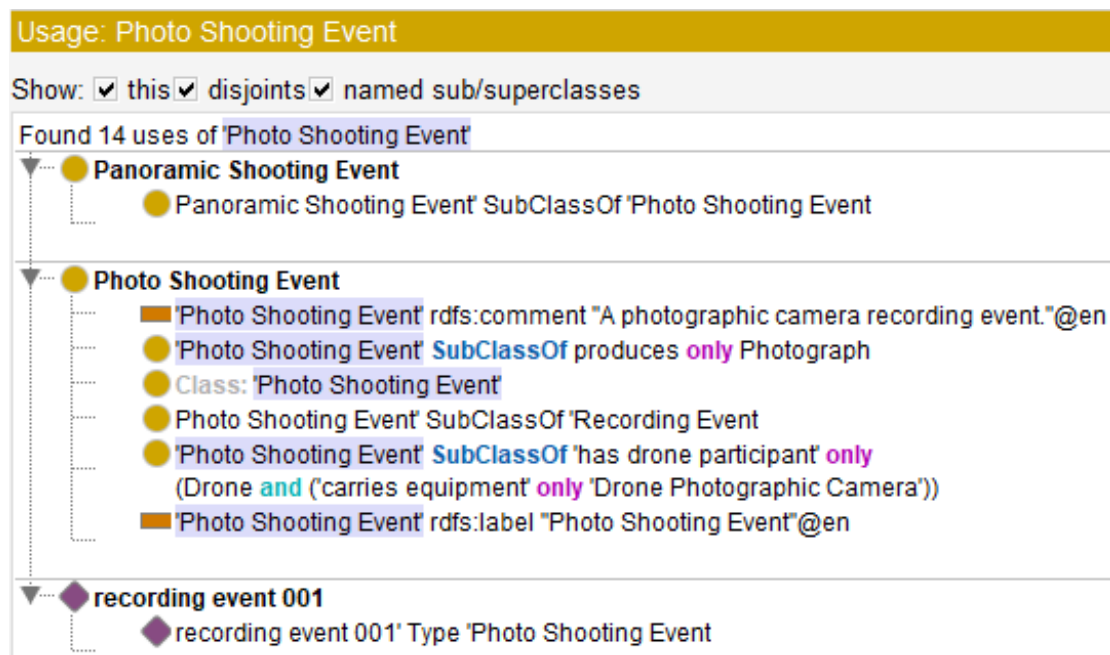 Usage: Photo Shooting Event
Show: this disjoints named sub/superclasses
Found 14 uses of 'Photo Shooting Event'
Panoramic Shooting Event
Panoramic Shooting Event' SubClassOf 'Photo Shooting Event
Photo Shooting Event
'Photo Shooting Event' rdfs:comment "A photographic camera recording event."@en
'Photo Shooting Event' SubClassOf produces only Photograph
Class: 'Photo Shooting Event'
Photo Shooting Event' SubClassOf 'Recording Event
'Photo Shooting Event' SubClassOf 'has drone participant' only
(Drone and ('carries equipment' only 'Drone Photographic Camera'))
'Photo Shooting Event' rdfs:label "Photo Shooting Event"@en
recording event 001
recording event 001' Type 'Photo Shooting Event